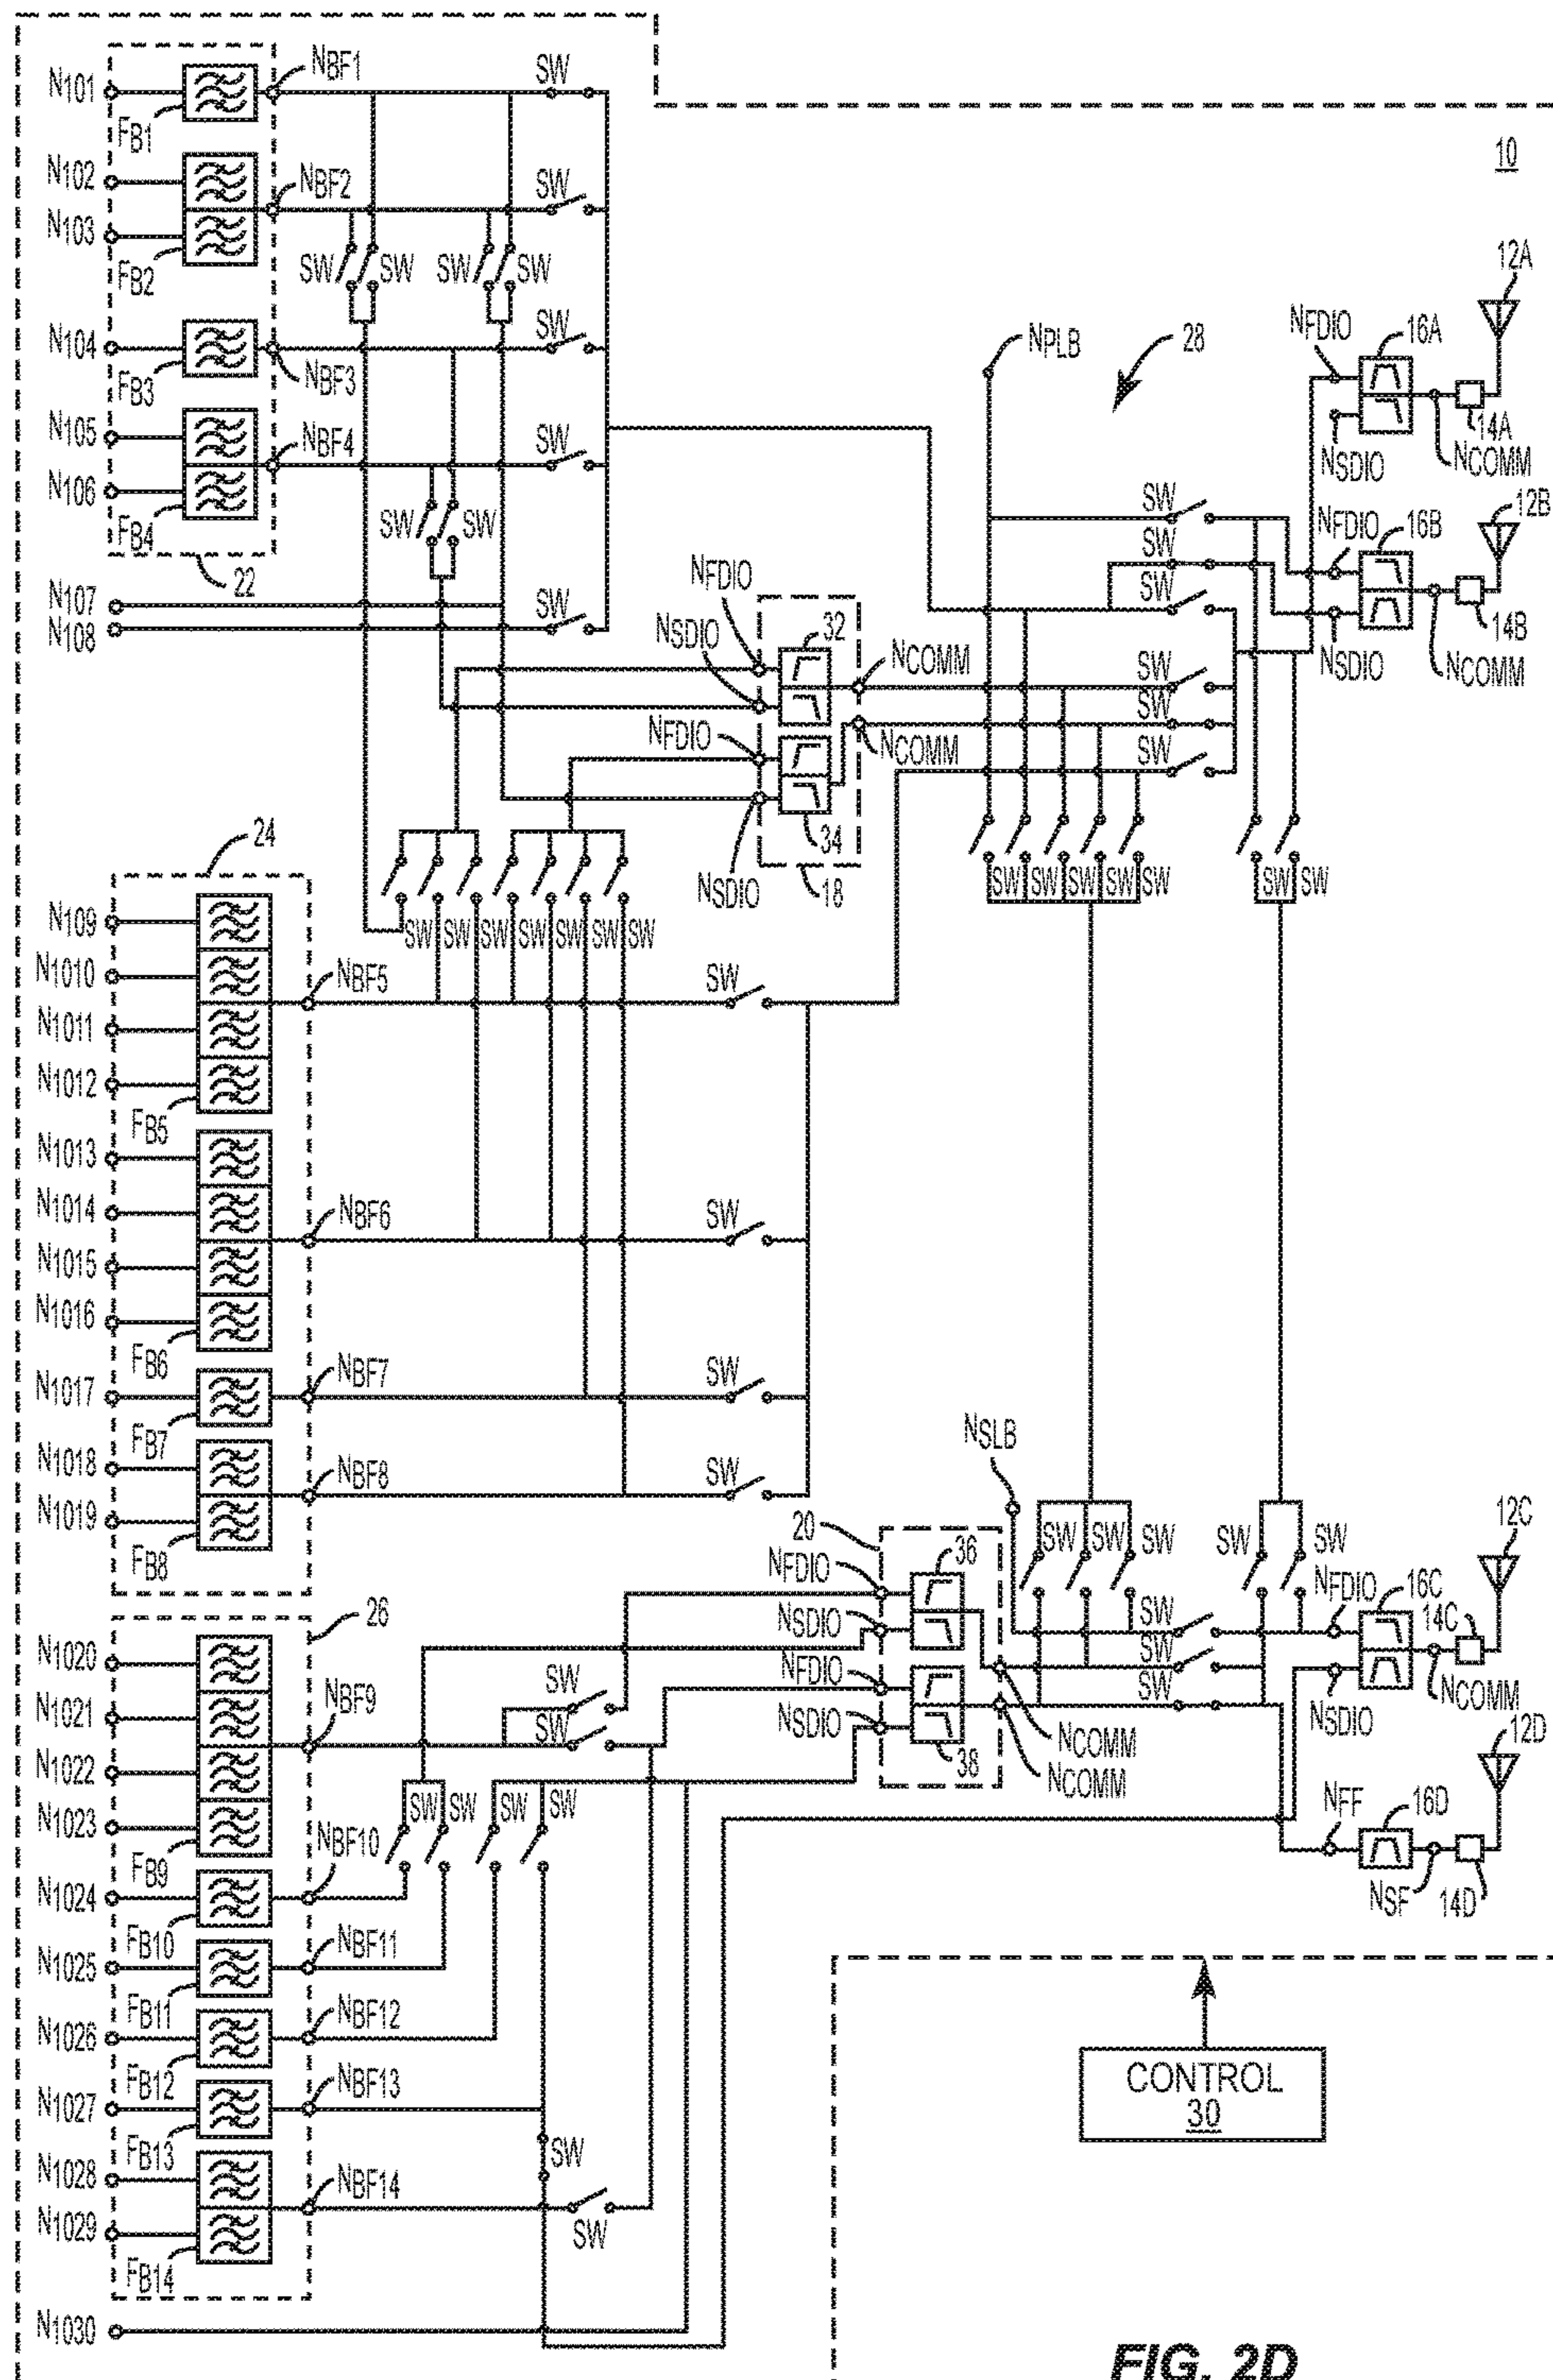 10
N101
FB1
NBF1
SW
N102
N103
FB2
NBF2
SW
SW
SW
SW
SW
N104
FB3
NBF3
SW
N105
N106
FB4
NBF4
SW
SW
SW
22
N107
N108
SW
NPLB
28
NFDIO
16A
12A
NSDIO
14A
NCOMM
SW
NFDIO
16B
12B
SW
SW
NSDIO
14B
NCOMM
NFDIO
NSDIO
32
NCOMM
SW
SW
NFDIO
NCOMM
SW
34
NSDIO
18
SW
SW
SW
SW
SW
SW
SW
24
SW
SW
SW
SW
SW
SW
SW
N109
N1010
N1011
N1012
FB5
NBF5
SW
N1013
N1014
N1015
N1016
FB6
NBF6
SW
N1017
FB7
NBF7
SW
N1018
N1019
FB8
NBF8
SW
NSLB
20
NFDIO
36
SW
SW
SW
SW
SW
NFDIO
16C
14C
12C
NSDIO
SW
SW
SW
NSDIO
NCOMM
NFDIO
NSDIO
38
NCOMM
NCOMM
12D
NFF
16D
NSF
14D
26
N1020
N1021
N1022
N1023
FB9
NBF9
SW
SW
SW
SW
SW
SW
N1024
FB10
NBF10
N1025
FB11
NBF11
N1026
FB12
NBF12
N1027
FB13
NBF13
SW
N1028
N1029
FB14
NBF14
SW
N1030
CONTROL
30
FIG. 2D